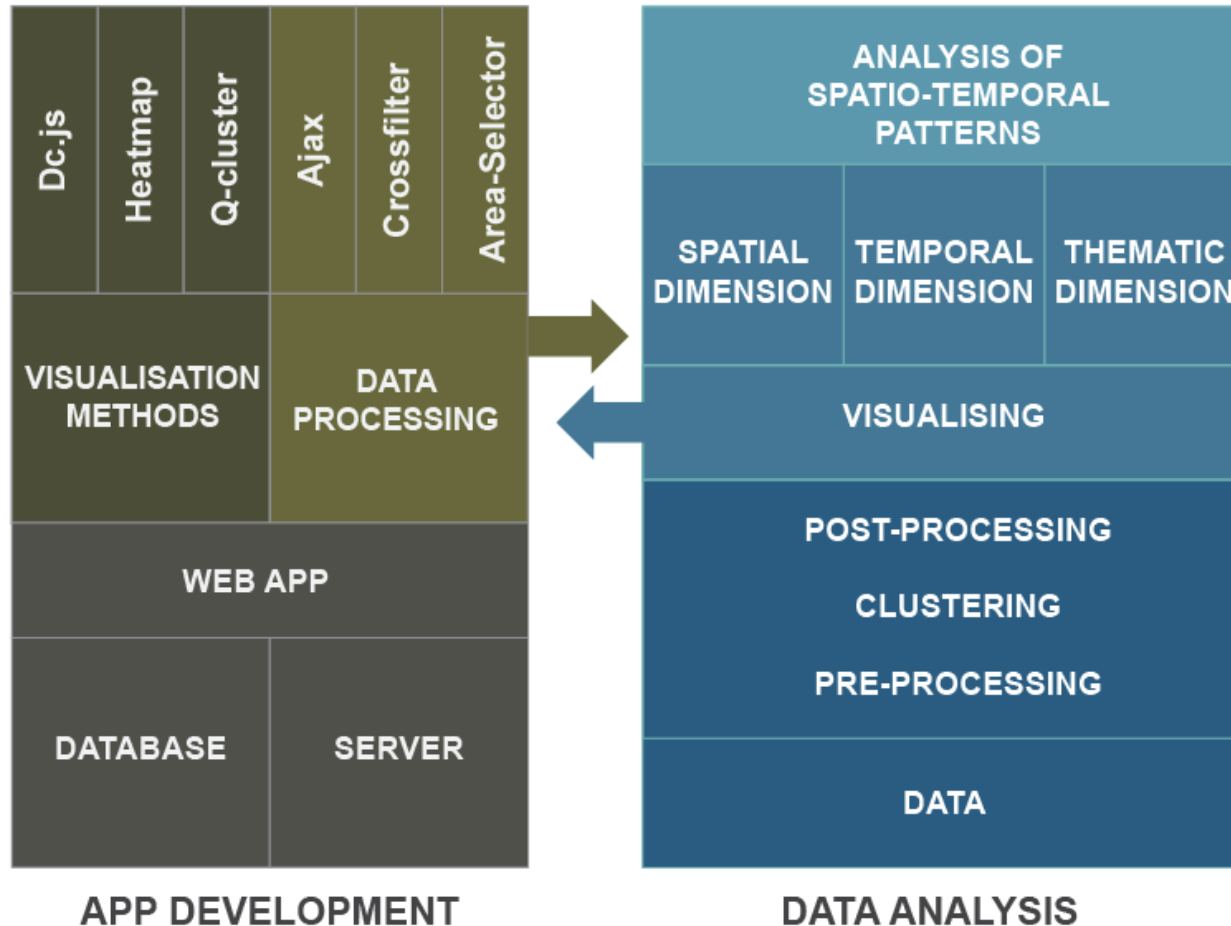 Dc.js
Heatmap
Q-cluster
Ajax
Crossfilter
Area-Selector
VISUALISATION
METHODS
DATA
PROCESSING
WEB APP
DATABASE
SERVER
APP DEVELOPMENT
ANALYSIS OF
SPATIO-TEMPORAL
PATTERNS
SPATIAL
DIMENSION
TEMPORAL
DIMENSION
THEMATIC
DIMENSION
VISUALISING
POST-PROCESSING
CLUSTERING
PRE-PROCESSING
DATA
DATA ANALYSIS